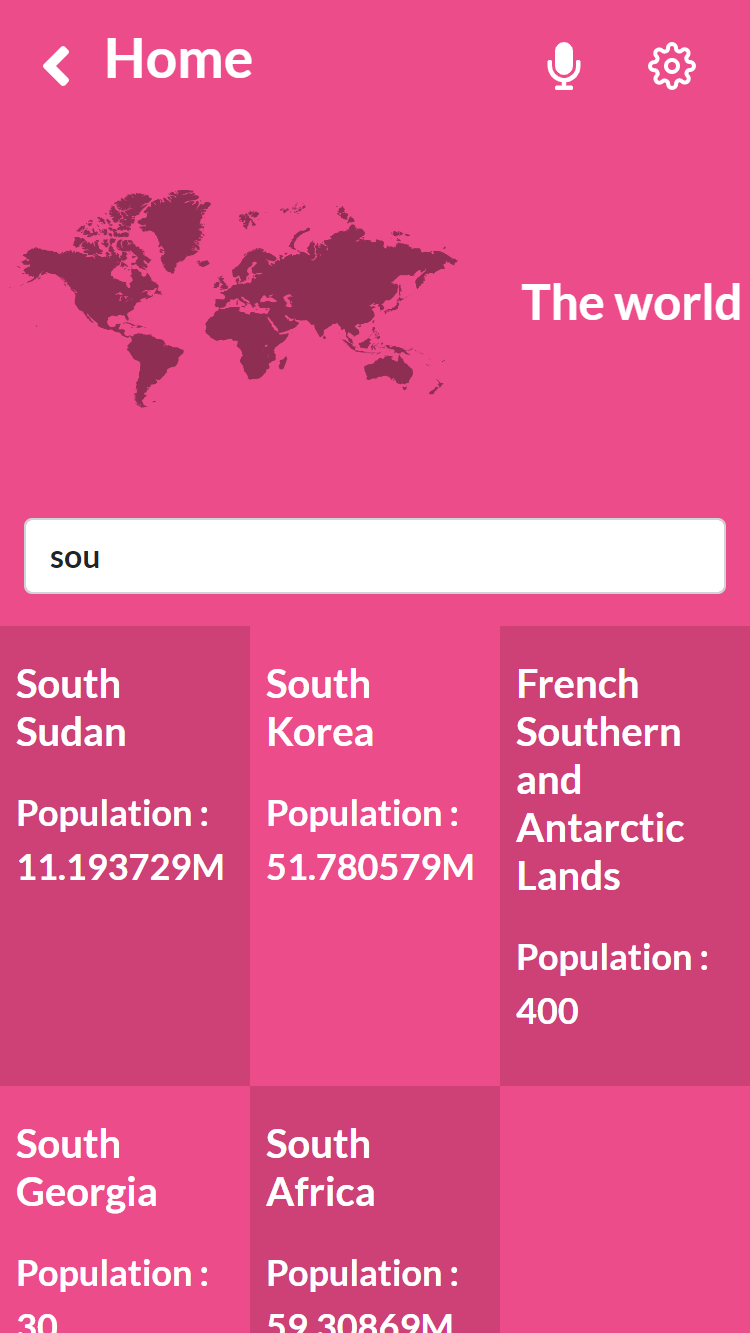 Home
The world
sou
South
Sudan
Population :
11.193729M
South
Korea
Population :
51.780579M
French
Southern
and
Antarctic
Lands
Population :
400
South
Georgia
Population :
30
South
Africa
Population :
59.30869M